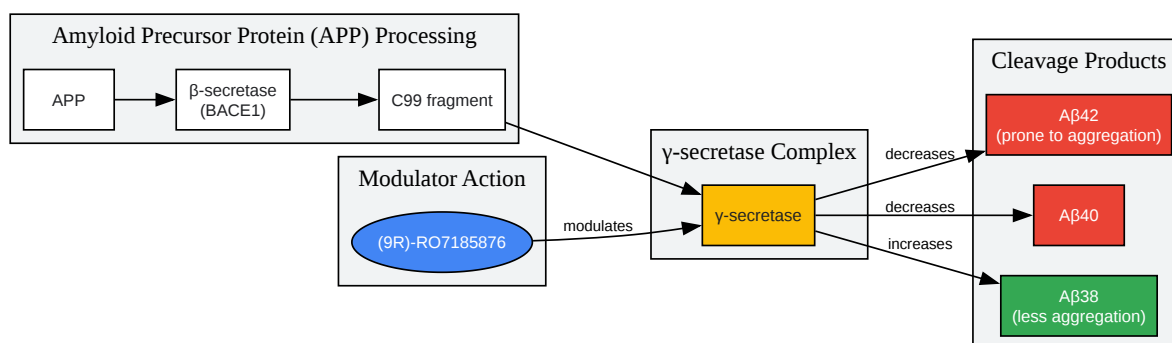 Amyloid Precursor Protein (APP) Processing
APP
β-secretase
(BACE1)
C99 fragment
Modulator Action
(9R)-RO7185876
modulates
γ-secretase Complex
γ-secretase
decreases
decreases
increases
Cleavage Products
Aβ42
(prone to aggregation)
Aβ40
Aβ38
(less aggregation)